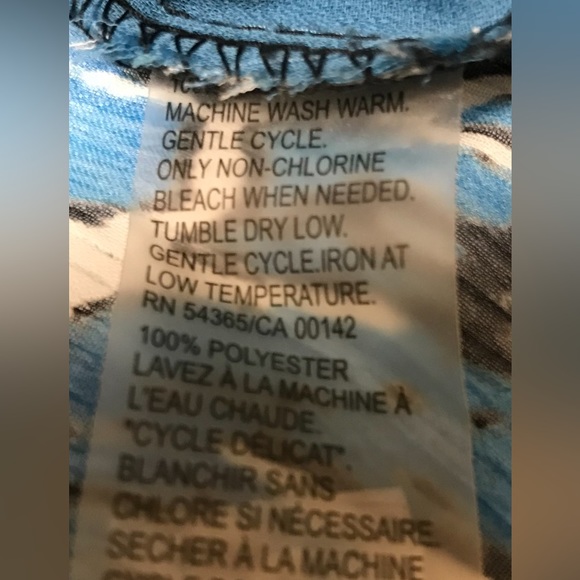 MACHINE WASH WARM.
GENTLE CYCLE.
ONLY NON-CHLORINE
BLEACH WHEN NEEDED.
TUMBLE DRY LOW.
GENTLE CYCLE.IRON AT
LOW TEMPERATURE.
RN 54365/CA 00142
100% POLYESTER
LAVEZ À LA MACHINE À
L'EAU CHAUDE.
"CYCLE DÉLICAT".
BLANCHIR SANS
CHLORE SI NÉCESSAIRE.
SECHER À LA MACHINE